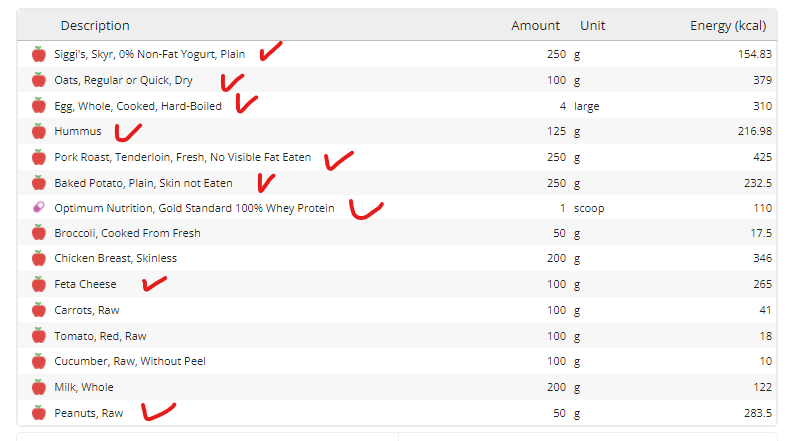 Description Amount Unit Energy (kcal)
Siggi's, Skyr, 0% Non-Fat Yogurt, Plain 250 g 154.83
Oats, Regular or Quick, Dry 100 g 379
Egg, Whole, Cooked, Hard-Boiled 4 large 310
Hummus 125 g 216.98
Pork Roast, Tenderloin, Fresh, No Visible Fat Eaten 250 g 425
Baked Potato, Plain, Skin not Eaten 250 g 232.5
Optimum Nutrition, Gold Standard 100% Whey Protein 1 scoop 110
Broccoli, Cooked From Fresh 50 g 17.5
Chicken Breast, Skinless 200 g 346
Feta Cheese 100 g 265
Carrots, Raw 100 g 41
Tomato, Red, Raw 100 g 18
Cucumber, Raw, Without Peel 100 g 10
Milk, Whole 200 g 122
Peanuts, Raw 50 g 283.5